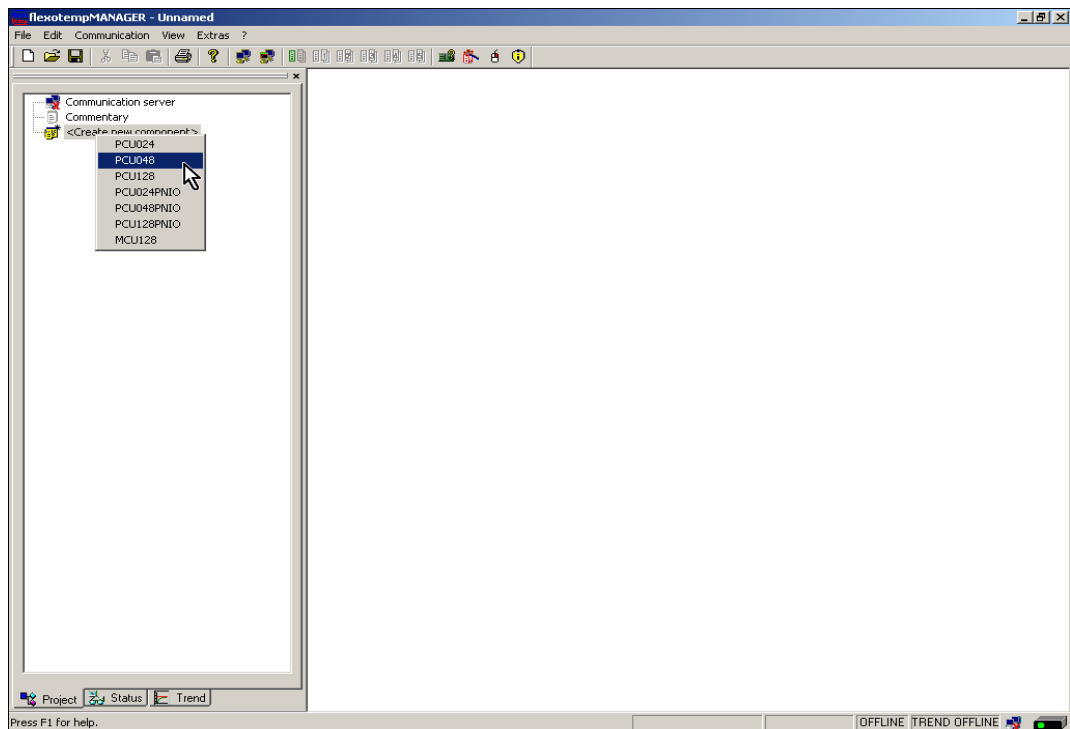 flexotempMANAGER - Unnamed
File Edit Communication View Extras ?
Communication server
Commentary
<Create new component>
PCU024
PCU048
PCU128
PCU024PNIO
PCU048PNIO
PCU128PNIO
MCU128
Project Status Trend
Press F1 for help. OFFLINE TREND OFFLINE